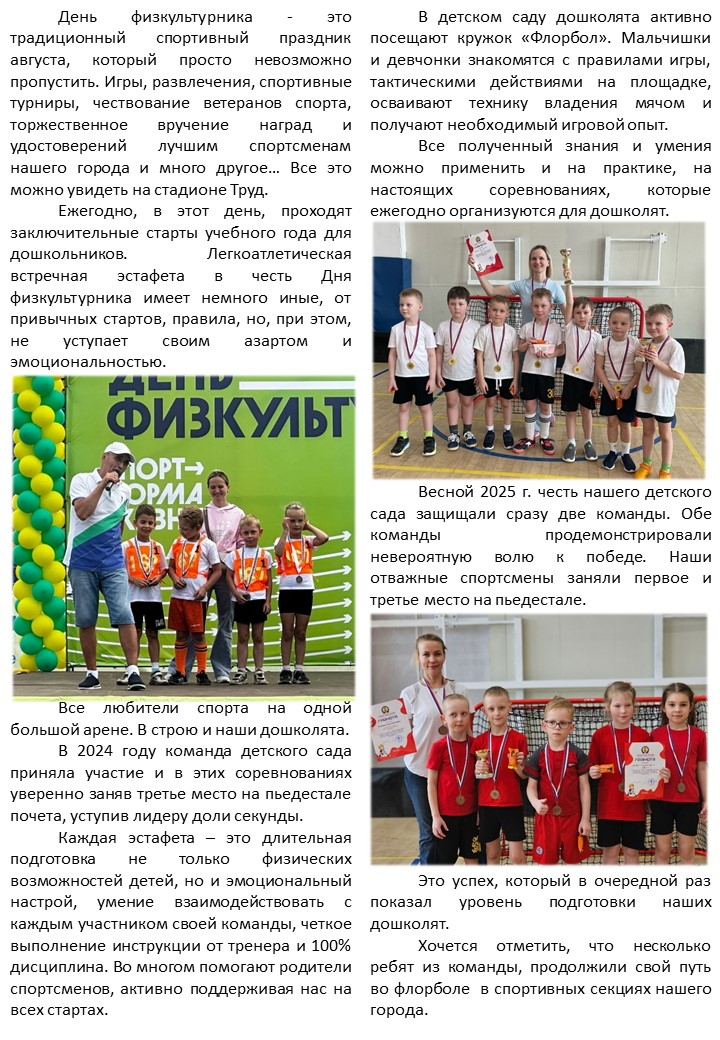 День физкультурника - это
традиционный спортивный праздник
августа, который просто невозможно
пропустить. Игры, развлечения, спортивные
турниры, чествование ветеранов спорта,
торжественное вручение наград и
удостоверений лучшим спортсменам
нашего города и много другое… Все это
можно увидеть на стадионе Труд.
Ежегодно, в этот день, проходят
заключительные старты учебного года для
дошкольников. Легкоатлетическая
встречная эстафета в честь Дня
физкультурника имеет немного иные, от
привычных стартов, правила, но, при этом,
не уступает своим азартом и
эмоциональностью.
ДЕНЬ
ФИЗКУЛЬТ
ПОРТ→
ОРМА
Все любители спорта на одной
большой арене. В строю и наши дошколята.
В 2024 году команда детского сада
приняла участие и в этих соревнованиях
уверенно заняв третье место на пьедестале
почета, уступив лидеру доли секунды.
Каждая эстафета – это длительная
подготовка не только физических
возможностей детей, но и эмоциональный
настрой, умение взаимодействовать с
каждым участником своей команды, четкое
выполнение инструкции от тренера и 100%
дисциплина. Во многом помогают родители
спортсменов, активно поддерживая нас на
всех стартах.
В детском саду дошколята активно
посещают кружок «Флорбол». Мальчишки
и девчонки знакомятся с правилами игры,
тактическими действиями на площадке,
осваивают технику владения мячом и
получают необходимый игровой опыт.
Все полученный знания и умения
можно применить и на практике, на
настоящих соревнованиях, которые
ежегодно организуются для дошколят.
Весной 2025 г. честь нашего детского
сада защищали сразу две команды. Обе
команды продемонстрировали
невероятную волю к победе. Наши
отважные спортсмены заняли первое и
третье место на пьедестале.
ГРАМОТА
ГРАМОТА
Это успех, который в очередной раз
показал уровень подготовки наших
дошколят.
Хочется отметить, что несколько
ребят из команды, продолжили свой путь
во флорболе в спортивных секциях нашего
города.